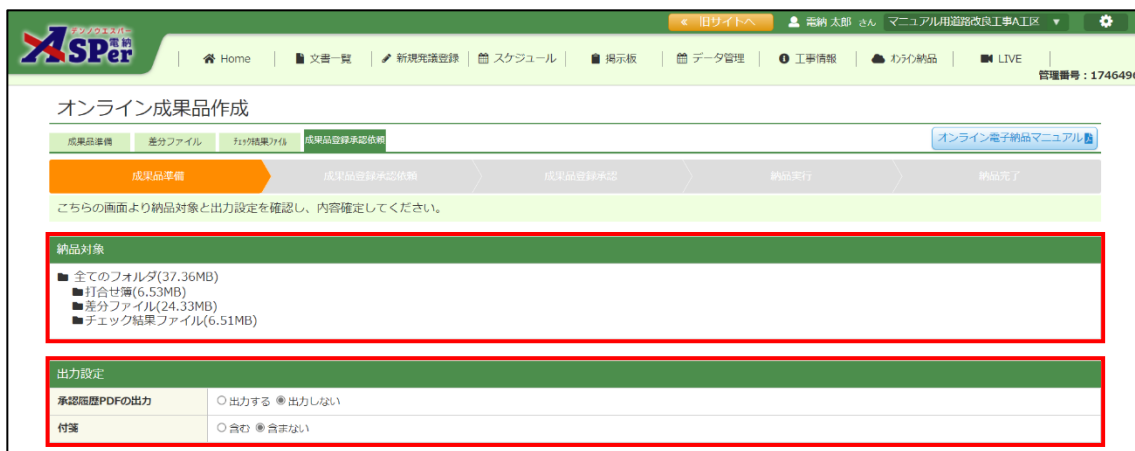 « 旧サイトへ 電納 太郎 さん マニュアル用道路改良工事A工区 ▼
デンノウエスパー
ASPer 電納
Home 文書一覧 新規発議登録 スケジュール 掲示板 データ管理 工事情報 オンライン納品 LIVE
管理番号：1746496
オンライン成果品作成
成果品準備 差分ファイル チェック結果ファイル 成果品登録承認依頼 オンライン電子納品マニュアル
成果品準備 成果品登録承認依頼 成果品登録承認 納品実行 納品完了
こちらの画面より納品対象と出力設定を確認し、内容確定してください。
納品対象
全てのフォルダ(37.36MB)
打合せ簿(6.53MB)
差分ファイル(24.33MB)
チェック結果ファイル(6.51MB)
出力設定
承認履歴PDFの出力 出力する 出力しない
付箋 含む 含まない